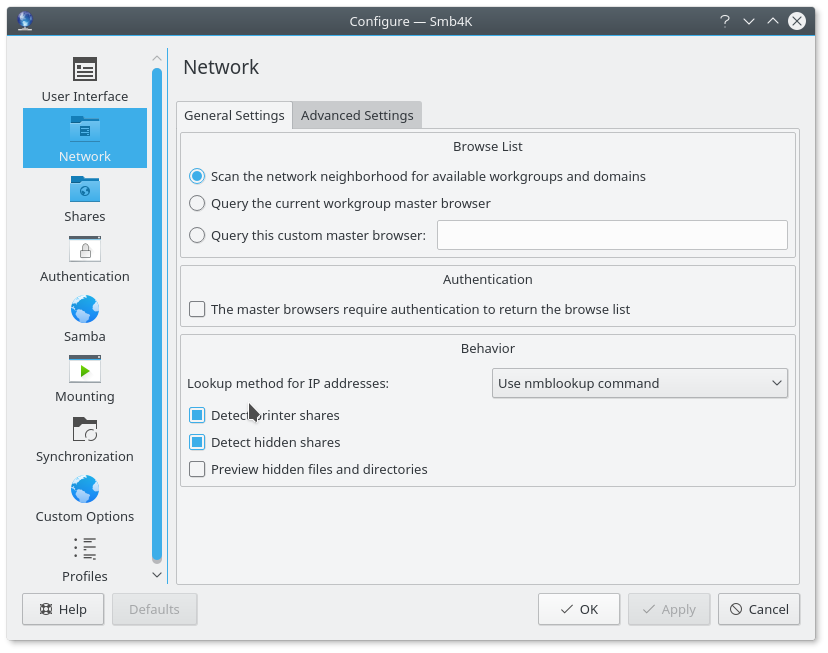 Configure — Smb4K
User Interface
Network
Shares
Authentication
Samba
Mounting
Synchronization
Custom Options
Profiles
Network
General Settings
Advanced Settings
Browse List
Scan the network neighborhood for available workgroups and domains
Query the current workgroup master browser
Query this custom master browser:
Authentication
The master browsers require authentication to return the browse list
Behavior
Lookup method for IP addresses:
Use nmblookup command
Detect printer shares
Detect hidden shares
Preview hidden files and directories
Help
Defaults
OK
Apply
Cancel